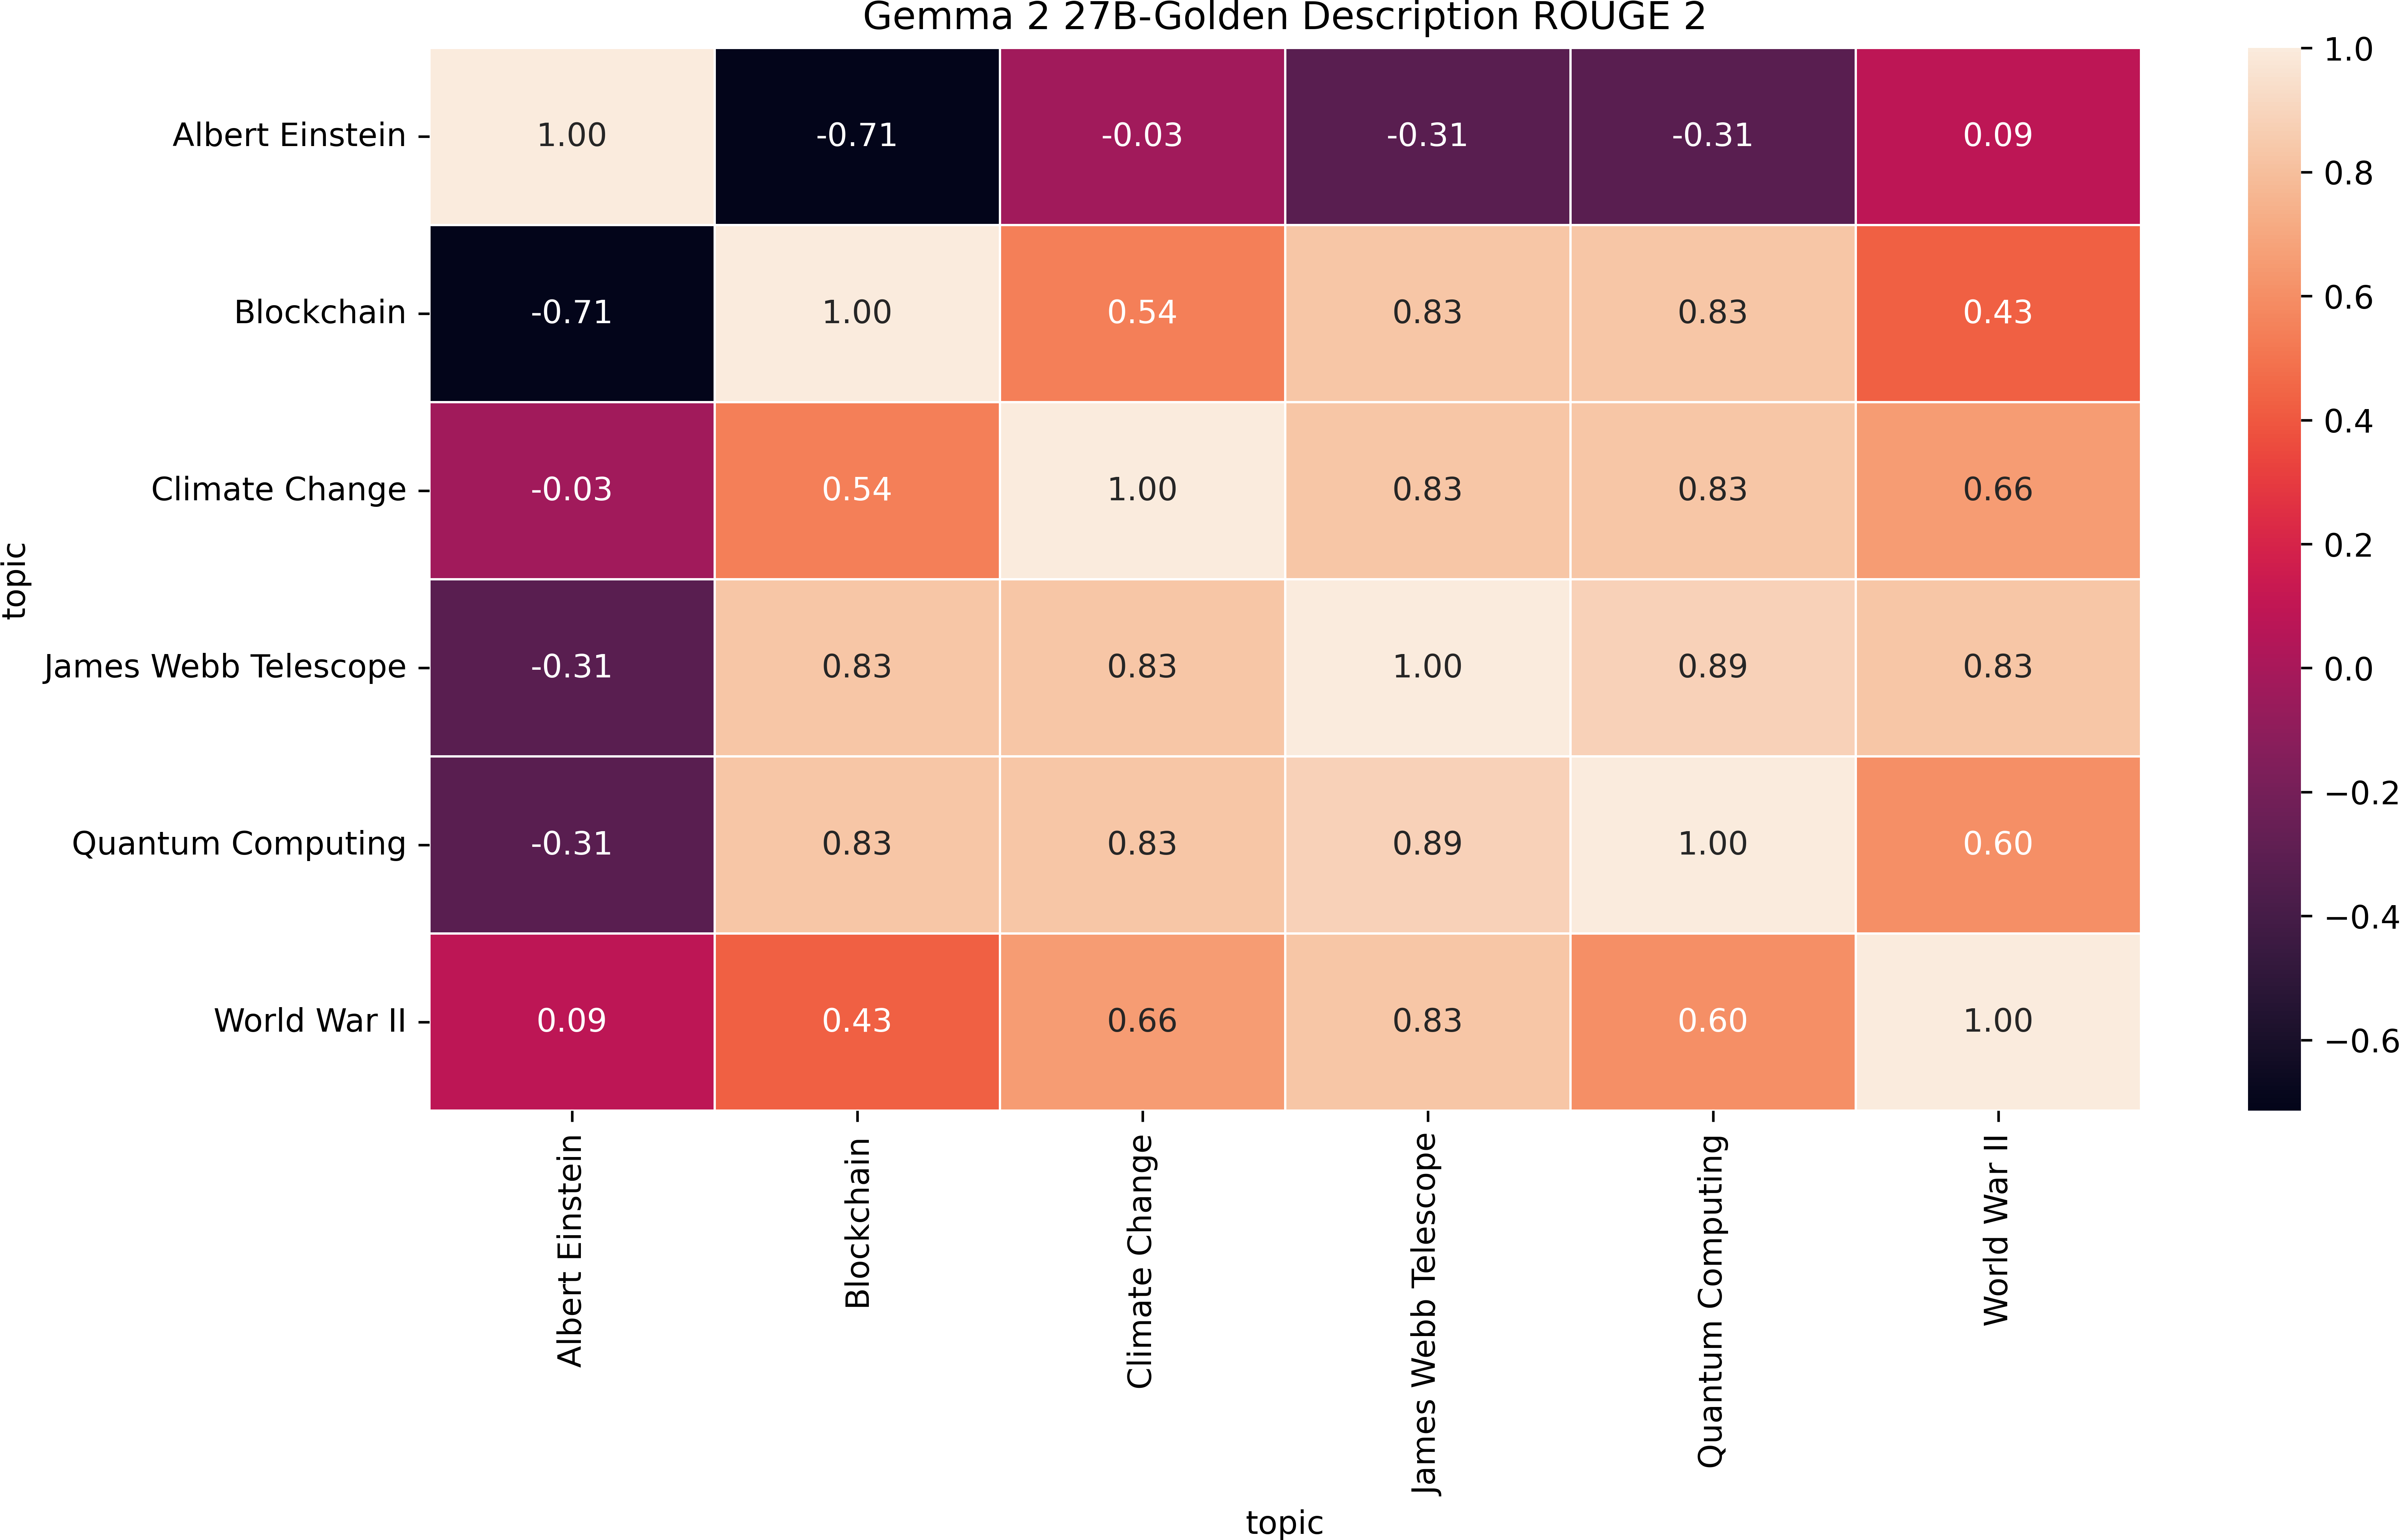 Gemma 2 27B-Golden Description ROUGE 2
Albert Einstein 1.00 -0.71 -0.03 -0.31 -0.31 0.09
Blockchain -0.71 1.00 0.54 0.83 0.83 0.43
Climate Change -0.03 0.54 1.00 0.83 0.83 0.66
James Webb Telescope -0.31 0.83 0.83 1.00 0.89 0.83
Quantum Computing -0.31 0.83 0.83 0.89 1.00 0.60
World War II 0.09 0.43 0.66 0.83 0.60 1.00
topic
Albert Einstein
Blockchain
Climate Change
James Webb Telescope
Quantum Computing
World War II
topic
1.0
0.8
0.6
0.4
0.2
0.0
−0.2
−0.4
−0.6